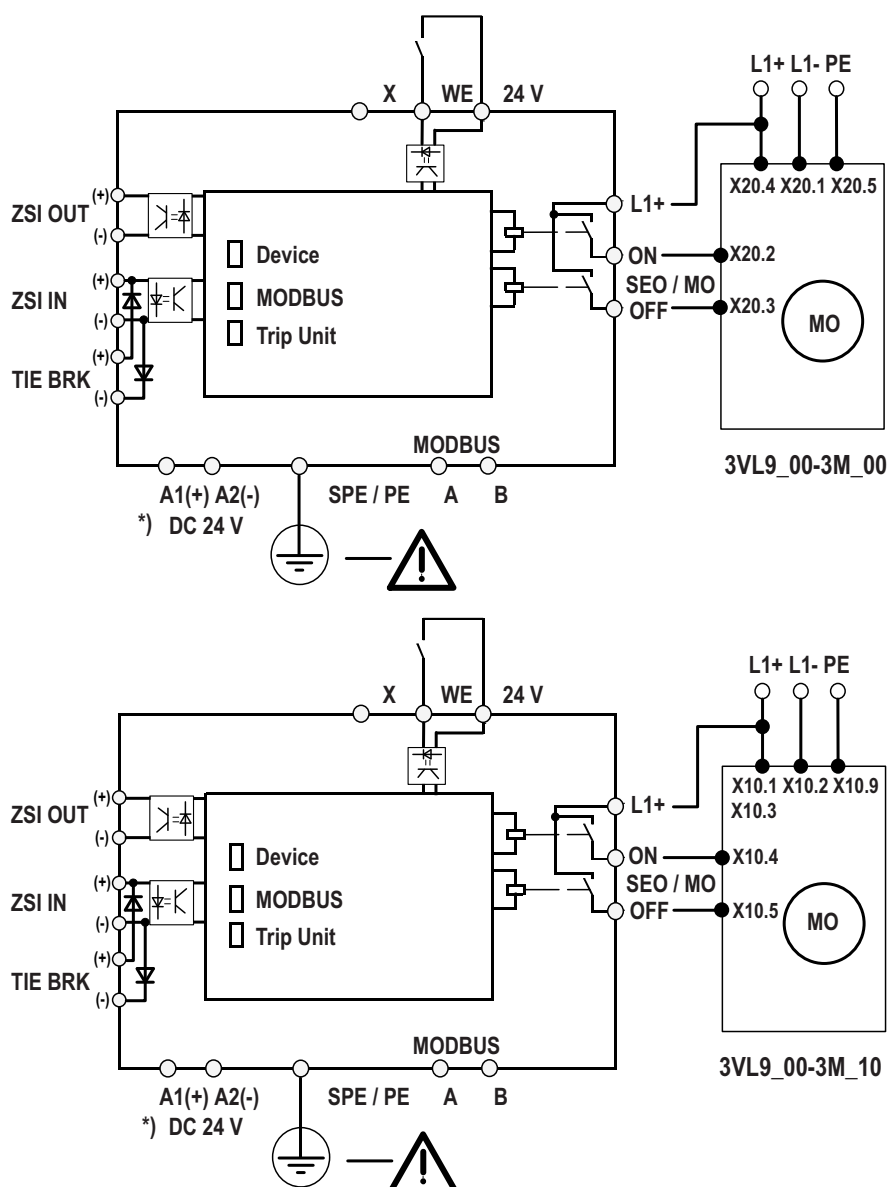 L1+ L1- PE
X WE 24 V
X20.4 X20.1 X20.5
(+)
ZSI OUT
(-)
L1+
Device
ON
X20.2
(+)
ZSI IN
MODBUS
SEO / MO
(-)
OFF
X20.3
MO
Trip Unit
(+)
TIE BRK
(-)
MODBUS
3VL9_00-3M_00
A1(+) A2(-) SPE / PE A B
*) DC 24 V
L1+ L1- PE
X WE 24 V
X10.1 X10.2 X10.9
X10.3
(+)
ZSI OUT
(-)
L1+
Device
ON
X10.4
(+)
ZSI IN
MODBUS
SEO / MO
(-)
OFF
X10.5
MO
Trip Unit
(+)
TIE BRK
(-)
MODBUS
3VL9_00-3M_10
A1(+) A2(-) SPE / PE A B
*) DC 24 V